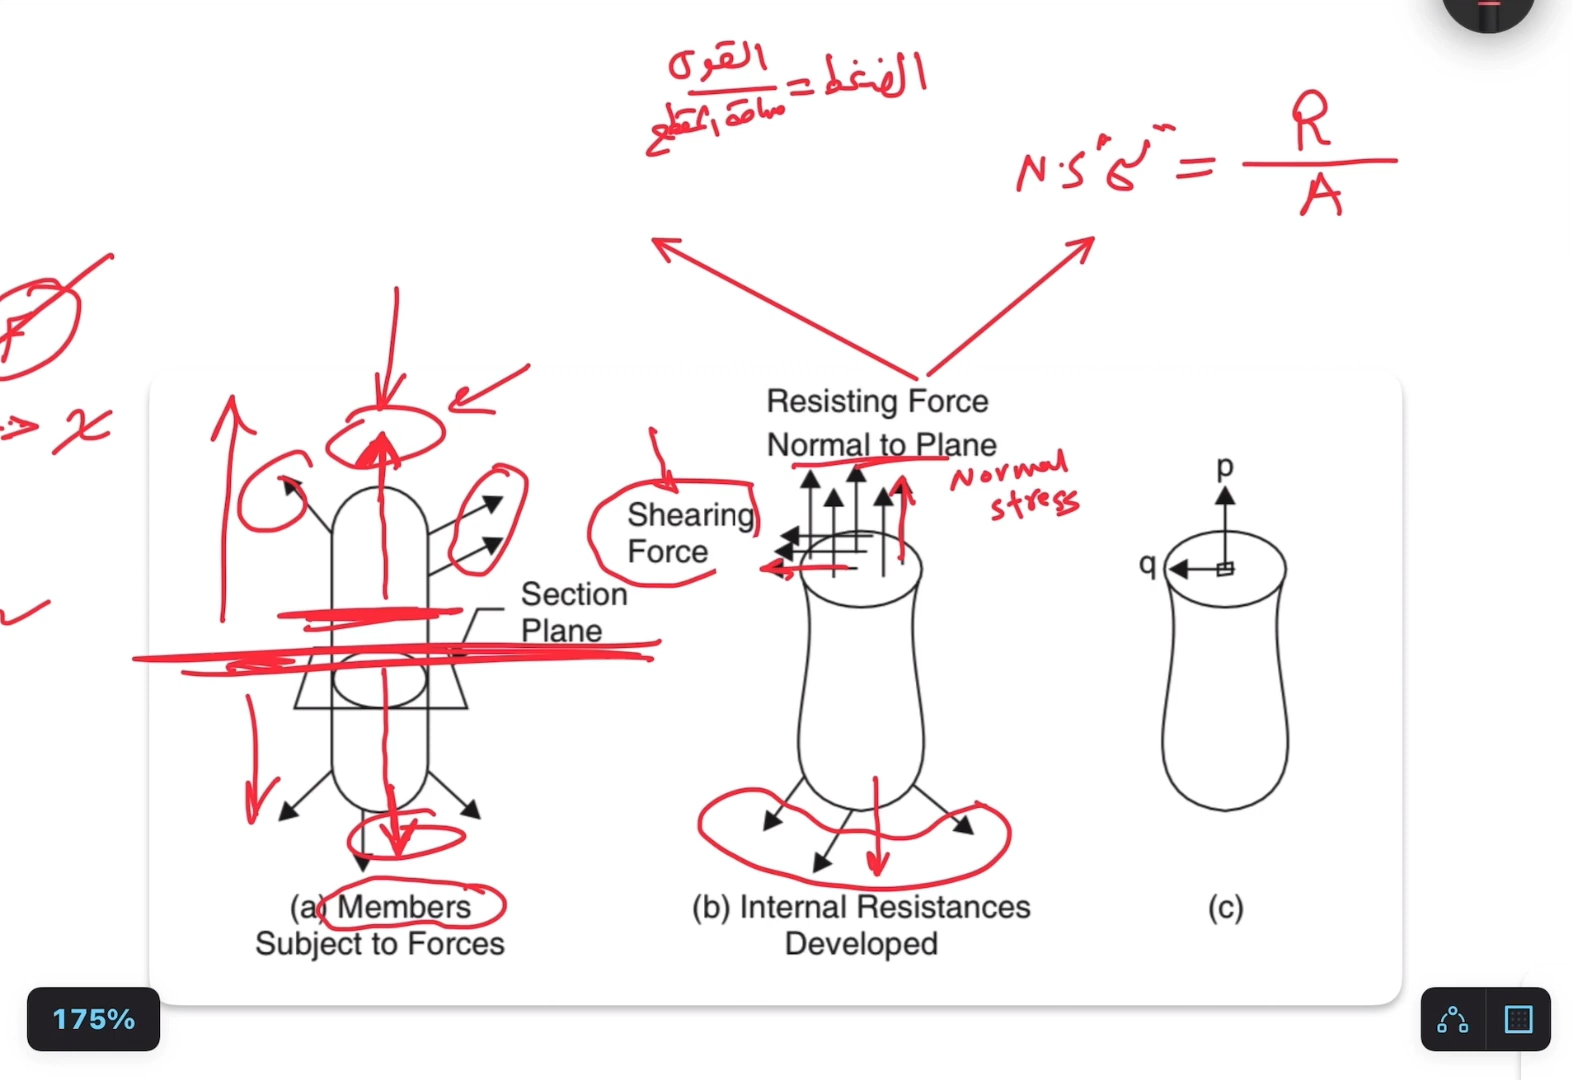 الضغط = القوى
مساحة المقطع
N.S "σ" = R
A
F
x
Resisting Force
Normal to Plane
Normal
stress
Shearing
Force
Section
Plane
p
q
(a) Members
Subject to Forces
(b) Internal Resistances
Developed
(c)
175%